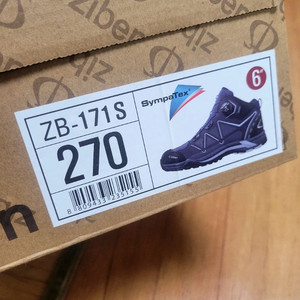 ziben
ZB-171S
270
SympaTex
6"